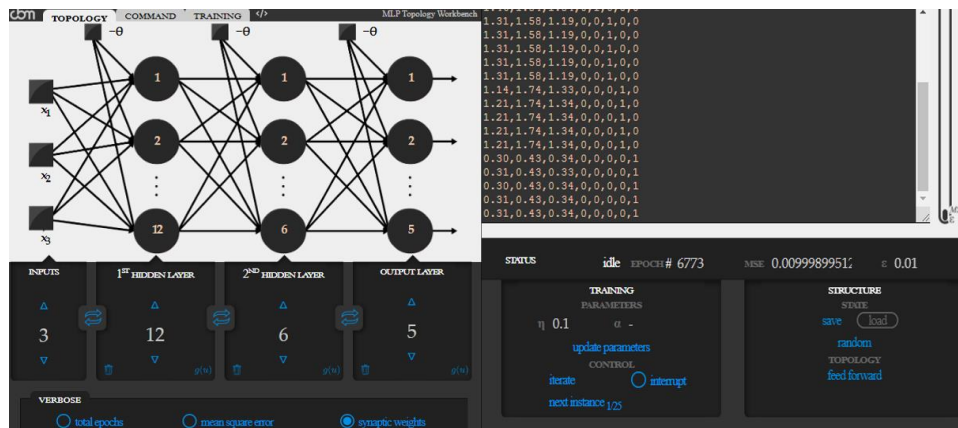 TOPOLOGY COMMAND TRAINING </> MLP Topology Workbench
-θ -θ -θ
1 1 1
x1
2 2 2
x2
12 6 5
x3
INPUTS 1ST HIDDEN LAYER 2ND HIDDEN LAYER OUTPUT LAYER
3 12 6 5
g(u) g(u) g(u)
VERBOSE
total epochs mean square error synaptic weights
1.31,1.58,1.19,0,0,1,0,0
1.31,1.58,1.19,0,0,1,0,0
1.31,1.58,1.19,0,0,1,0,0
1.31,1.58,1.19,0,0,1,0,0
1.14,1.74,1.33,0,0,0,1,0
1.21,1.74,1.34,0,0,0,1,0
1.21,1.74,1.34,0,0,0,1,0
1.21,1.74,1.34,0,0,0,1,0
1.21,1.74,1.34,0,0,0,1,0
0.30,0.43,0.34,0,0,0,0,1
0.31,0.43,0.33,0,0,0,0,1
0.30,0.43,0.34,0,0,0,0,1
0.31,0.43,0.34,0,0,0,0,1
0.31,0.43,0.34,0,0,0,0,1
STATUS idle EPOCH # 6773 MSE 0.00999899512 ε 0.01
TRAINING
PARAMETERS
η 0.1 α -
update parameters
CONTROL
iterate interrupt
next instance 1/25
STRUCTURE
STATE
save load
random
TOPOLOGY
feed forward